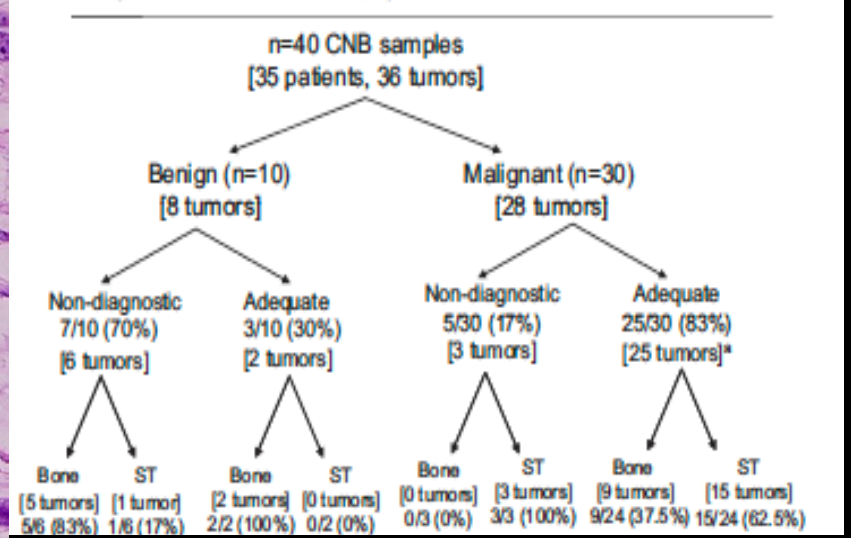 n=40 CNB samples
[35 patients, 36 tumors]
Benign (n=10)
[8 tumors]
Malignant (n=30)
[28 tumors]
Non-diagnostic
7/10 (70%)
[6 tumors]
Adequate
3/10 (30%)
[2 tumors]
Non-diagnostic
5/30 (17%)
[3 tumors]
Adequate
25/30 (83%)
[25 tumors]ª
Bone
[5 tumors]
5/6 (83%)
ST
[1 tumor]
1/6 (17%)
Bone
[2 tumors]
2/2 (100%)
ST
[0 tumors]
0/2 (0%)
Bone
[0 tumors]
0/3 (0%)
ST
[3 tumors]
3/3 (100%)
Bone
[9 tumors]
9/24 (37.5%)
ST
[15 tumors]
15/24 (62.5%)